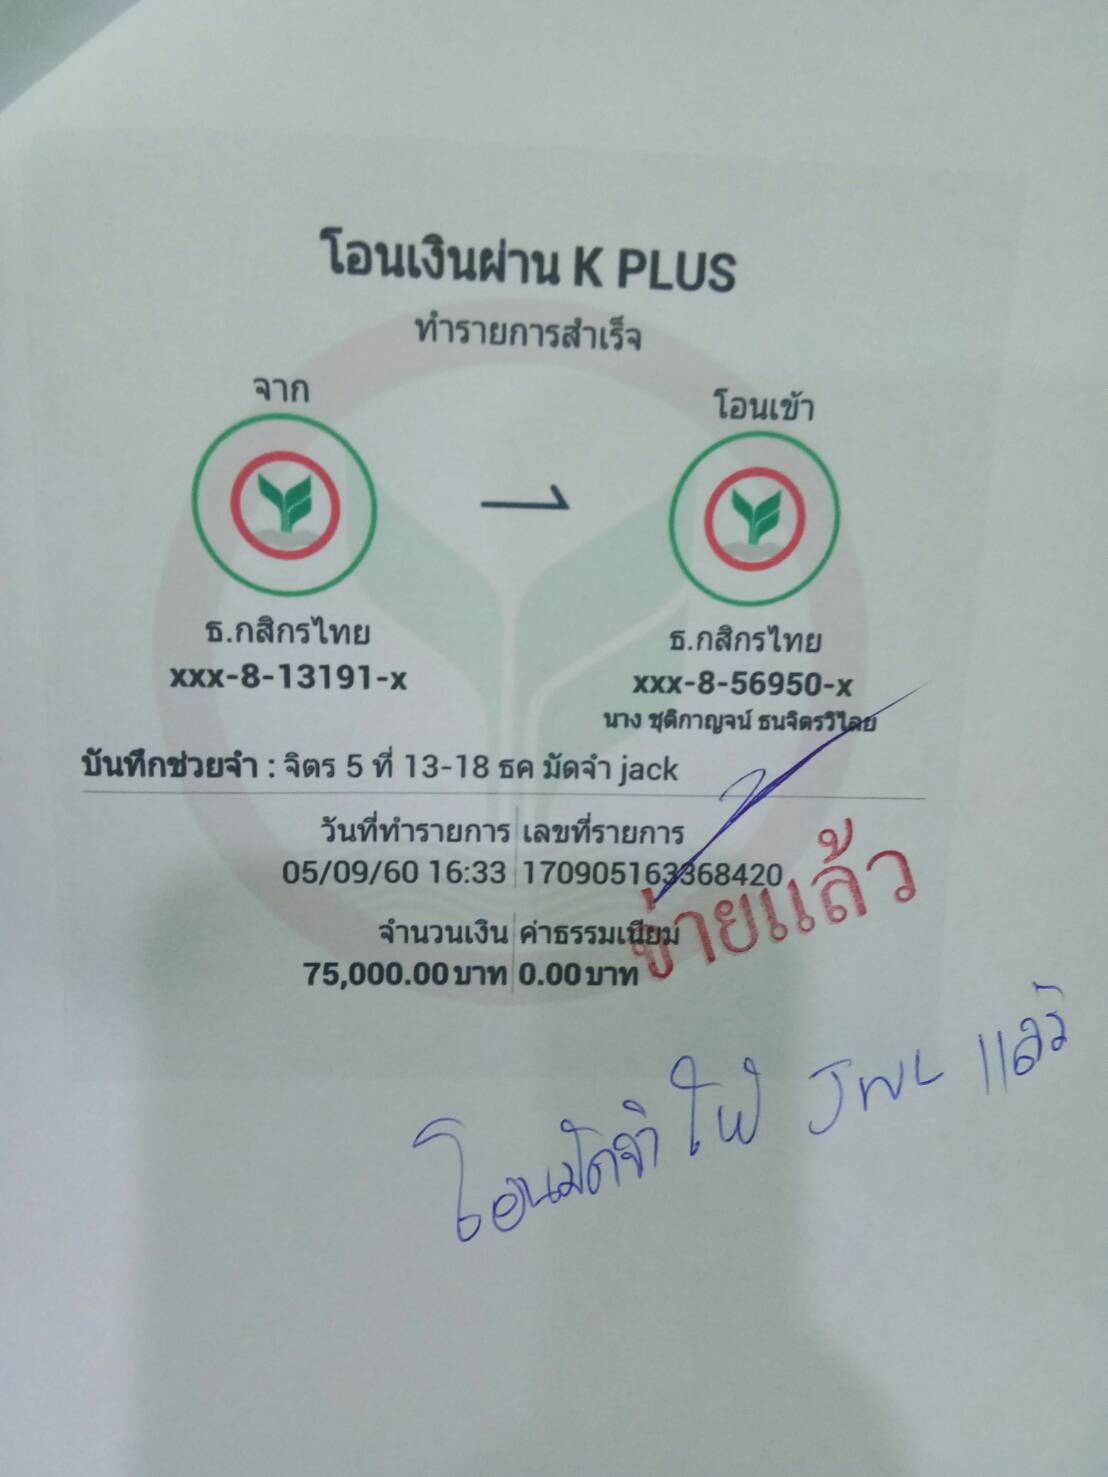 โอนเงินผ่าน K PLUS
ทำรายการสำเร็จ
จาก
โอนเข้า
ธ.กสิกรไทย
xxx-8-13191-x
ธ.กสิกรไทย
xxx-8-56950-x
นาง ชุติกาญจน์ ธนจิตรวิไลย
บันทึกช่วยจำ : จิตร 5 ที่ 13-18 ธค มัดจำ jack
วันที่ทำรายการ เลขที่รายการ
05/09/60 16:33 170905163368420
จำนวนเงิน ค่าธรรมเนียม
75,000.00 บาท 0.00 บาท
จ่ายแล้ว
โอนมัดจำ ให้ JWL แล้ว